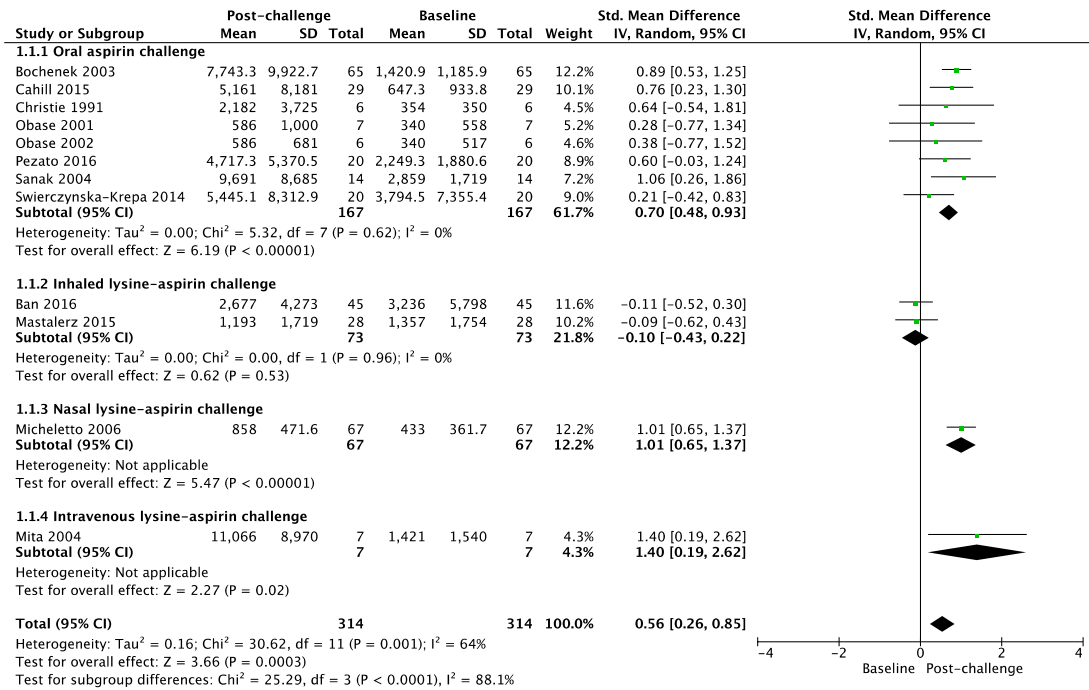 Post-challenge Baseline Std. Mean Difference Std. Mean Difference
Study or Subgroup Mean SD Total Mean SD Total Weight IV, Random, 95% CI IV, Random, 95% CI
1.1.1 Oral aspirin challenge
Bochenek 2003 7,743.3 9,922.7 65 1,420.9 1,185.9 65 12.2% 0.89 [0.53, 1.25]
Cahill 2015 5,161 8,181 29 647.3 933.8 29 10.1% 0.76 [0.23, 1.30]
Christie 1991 2,182 3,725 6 354 350 6 4.5% 0.64 [−0.54, 1.81]
Obase 2001 586 1,000 7 340 558 7 5.2% 0.28 [−0.77, 1.34]
Obase 2002 586 681 6 340 517 6 4.6% 0.38 [−0.77, 1.52]
Pezato 2016 4,717.3 5,370.5 20 2,249.3 1,880.6 20 8.9% 0.60 [−0.03, 1.24]
Sanak 2004 9,691 8,685 14 2,859 1,719 14 7.2% 1.06 [0.26, 1.86]
Swierczynska-Krepa 2014 5,445.1 8,312.9 20 3,794.5 7,355.4 20 9.0% 0.21 [−0.42, 0.83]
Subtotal (95% CI) 167 167 61.7% 0.70 [0.48, 0.93]
Heterogeneity: Tau² = 0.00; Chi² = 5.32, df = 7 (P = 0.62); I² = 0%
Test for overall effect: Z = 6.19 (P < 0.00001)
1.1.2 Inhaled lysine-aspirin challenge
Ban 2016 2,677 4,273 45 3,236 5,798 45 11.6% −0.11 [−0.52, 0.30]
Mastalerz 2015 1,193 1,719 28 1,357 1,754 28 10.2% −0.09 [−0.62, 0.43]
Subtotal (95% CI) 73 73 21.8% −0.10 [−0.43, 0.22]
Heterogeneity: Tau² = 0.00; Chi² = 0.00, df = 1 (P = 0.96); I² = 0%
Test for overall effect: Z = 0.62 (P = 0.53)
1.1.3 Nasal lysine-aspirin challenge
Micheletto 2006 858 471.6 67 433 361.7 67 12.2% 1.01 [0.65, 1.37]
Subtotal (95% CI) 67 67 12.2% 1.01 [0.65, 1.37]
Heterogeneity: Not applicable
Test for overall effect: Z = 5.47 (P < 0.00001)
1.1.4 Intravenous lysine-aspirin challenge
Mita 2004 11,066 8,970 7 1,421 1,540 7 4.3% 1.40 [0.19, 2.62]
Subtotal (95% CI) 7 7 4.3% 1.40 [0.19, 2.62]
Heterogeneity: Not applicable
Test for overall effect: Z = 2.27 (P = 0.02)
Total (95% CI) 314 314 100.0% 0.56 [0.26, 0.85]
Heterogeneity: Tau² = 0.16; Chi² = 30.62, df = 11 (P = 0.001); I² = 64%
Test for overall effect: Z = 3.66 (P = 0.0003)
Test for subgroup differences: Chi² = 25.29, df = 3 (P < 0.0001), I² = 88.1%
−4 −2 0 2 4
Baseline Post-challenge